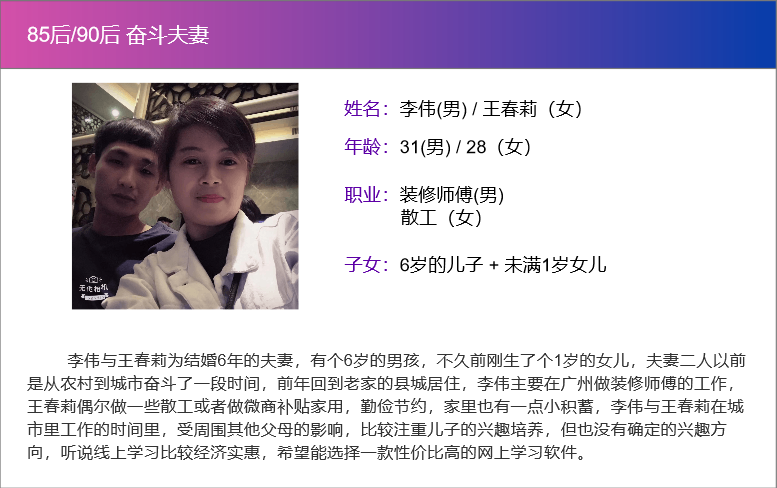 85后/90后 奋斗夫妻
姓名：李伟(男) / 王春莉（女）
年龄：31(男) / 28（女）
职业：装修师傅(男)
散工（女）
子女：6岁的儿子 + 未满1岁女儿
无他相机
李伟与王春莉为结婚6年的夫妻，有个6岁的男孩，不久前刚生了个1岁的女儿，夫妻二人以前
是从农村到城市奋斗了一段时间，前年回到老家的县城居住，李伟主要在广州做装修师傅的工作，
王春莉偶尔做一些散工或者做微商补贴家用，勤俭节约，家里也有一点小积蓄，李伟与王春莉在城
市里工作的时间里，受周围其他父母的影响，比较注重儿子的兴趣培养，但也没有确定的兴趣方
向，听说线上学习比较经济实惠，希望能选择一款性价比高的网上学习软件。